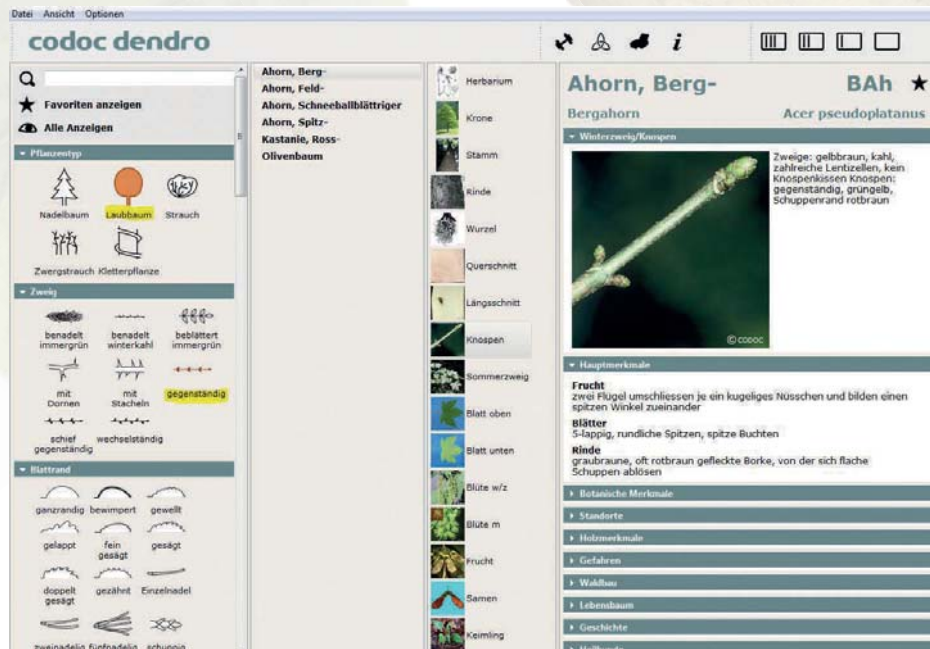 Datei Ansicht Optionen
codoc dendro
i
Favoriten anzeigen
Alle Anzeigen
Pflanzentyp
Nadelbaum Laubbaum Strauch
Zwergstrauch Kletterpflanze
Zweig
benadelt immergrün
benadelt winterkahl
beblättert immergrün
mit Dornen
mit Stacheln
gegenständig
schief gegenständig
wechselständig
Blattrand
ganzrandig bewimpert gewellt
gelappt
fein gesägt
gesägt
doppelt gesägt
gezähnt
Einzelnadel
zweinadelig fünfnadelig schuppig
Ahorn, Berg-
Ahorn, Feld-
Ahorn, Schneeballblättriger
Ahorn, Spitz-
Kastanie, Ross-
Olivenbaum
Herbarium
Krone
Stamm
Rinde
Wurzel
Querschnitt
Längsschnitt
Knospen
Sommerzweig
Blatt oben
Blatt unten
Blüte w/z
Blüte m
Frucht
Samen
Keimling
Ahorn, Berg- BAh
Bergahorn Acer pseudoplatanus
Winterzweig/Knospen
Zweige: gelbbraun, kahl,
zahlreiche Lentizellen, kein
Knospenkissen Knospen:
gegenständig, grüngelb,
Schuppenrand rotbraun
© codoc
Hauptmerkmale
Frucht
zwei Flügel umschliessen je ein kugeliges Nüsschen und bilden einen
spitzen Winkel zueinander
Blätter
5-lappig, rundliche Spitzen, spitze Buchten
Rinde
graubraune, oft rotbraun gefleckte Borke, von der sich flache
Schuppen ablösen
Botanische Merkmale
Standorte
Holzmerkmale
Gefahren
Waldbau
Lebensbaum
Geschichte